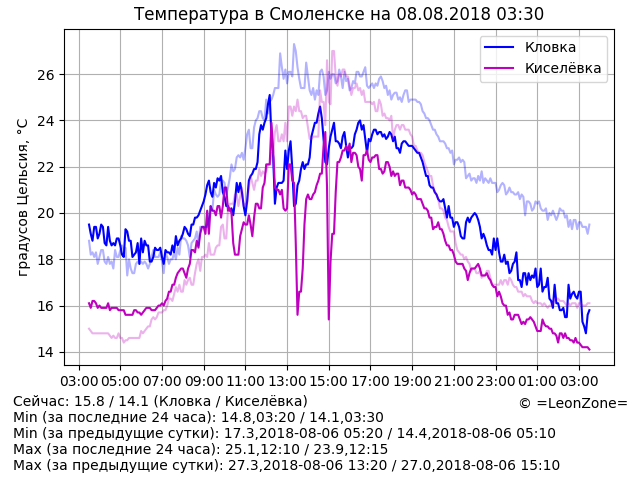 Температура в Смоленске на 08.08.2018 03:30
Кловка
Киселёвка
градусов Цельсия, °C
26
24
22
20
18
16
14
03:00 05:00 07:00 09:00 11:00 13:00 15:00 17:00 19:00 21:00 23:00 01:00 03:00
Сейчас: 15.8 / 14.1 (Кловка / Киселёвка)
© =LeonZone=
Min (за последние 24 часа): 14.8,03:20 / 14.1,03:30
Min (за предыдущие сутки): 17.3,2018-08-06 05:20 / 14.4,2018-08-06 05:10
Max (за последние 24 часа): 25.1,12:10 / 23.9,12:15
Max (за предыдущие сутки): 27.3,2018-08-06 13:20 / 27.0,2018-08-06 15:10